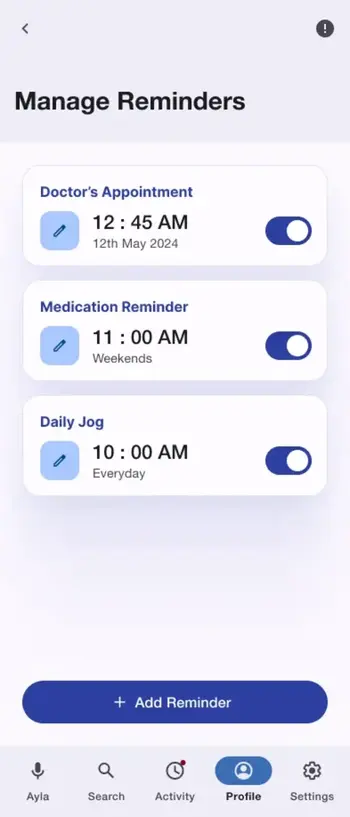 Manage Reminders
Doctor's Appointment
12 : 45 AM
12th May 2024
Medication Reminder
11 : 00 AM
Weekends
Daily Jog
10 : 00 AM
Everyday
+ Add Reminder
Ayla Search Activity Profile Settings